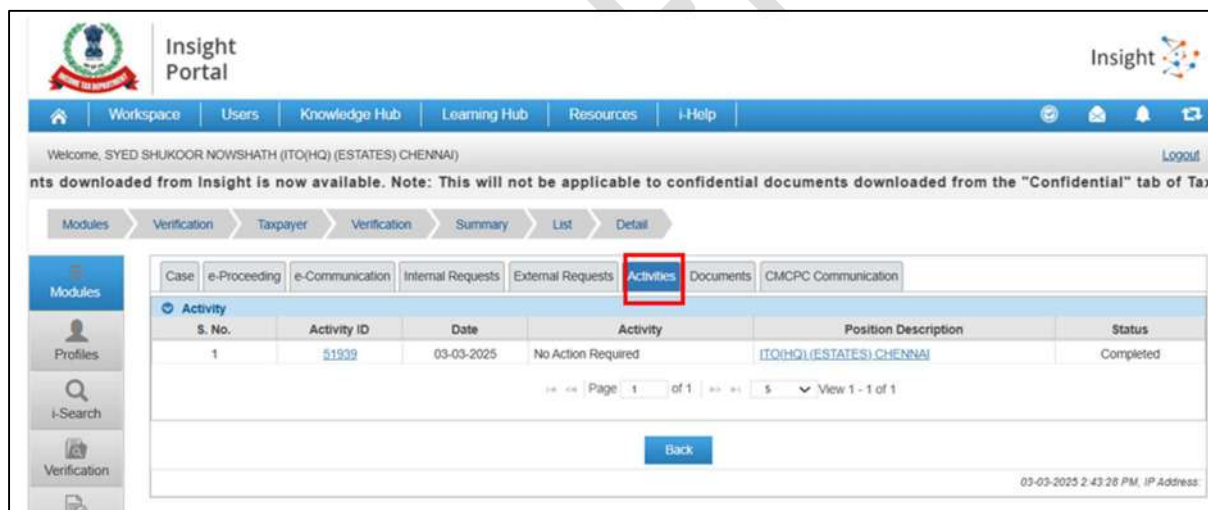 Insight
Portal
Insight
INCOME TAX DEPARTMENT
Workspace Users Knowledge Hub Learning Hub Resources i-Help
Welcome, SYED SHUKOOR NOWSHATH (ITO(HQ) (ESTATES) CHENNAI)
Logout
nts downloaded from Insight is now available. Note: This will not be applicable to confidential documents downloaded from the "Confidential" tab of Tax
Modules Verification Taxpayer Verification Summary List Detail
Modules
Profiles
i-Search
Verification
Case e-Proceeding e-Communication Internal Requests External Requests Activities Documents CMCPC Communication
Activity
S. No. Activity ID Date Activity Position Description Status
1 51939 03-03-2025 No Action Required ITO(HQ) (ESTATES) CHENNAI Completed
Page 1 of 1 5 View 1 - 1 of 1
Back
03-03-2025 2:43:28 PM, IP Address: